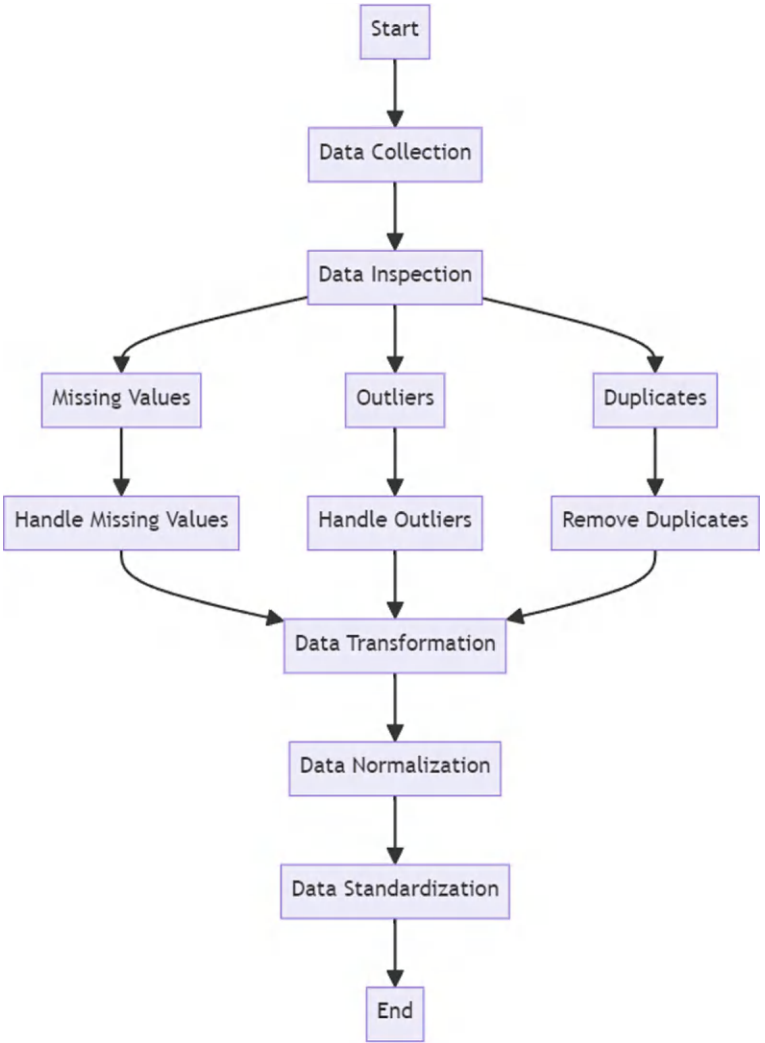 Start
Data Collection
Data Inspection
Missing Values
Outliers
Duplicates
Handle Missing Values
Handle Outliers
Remove Duplicates
Data Transformation
Data Normalization
Data Standardization
End